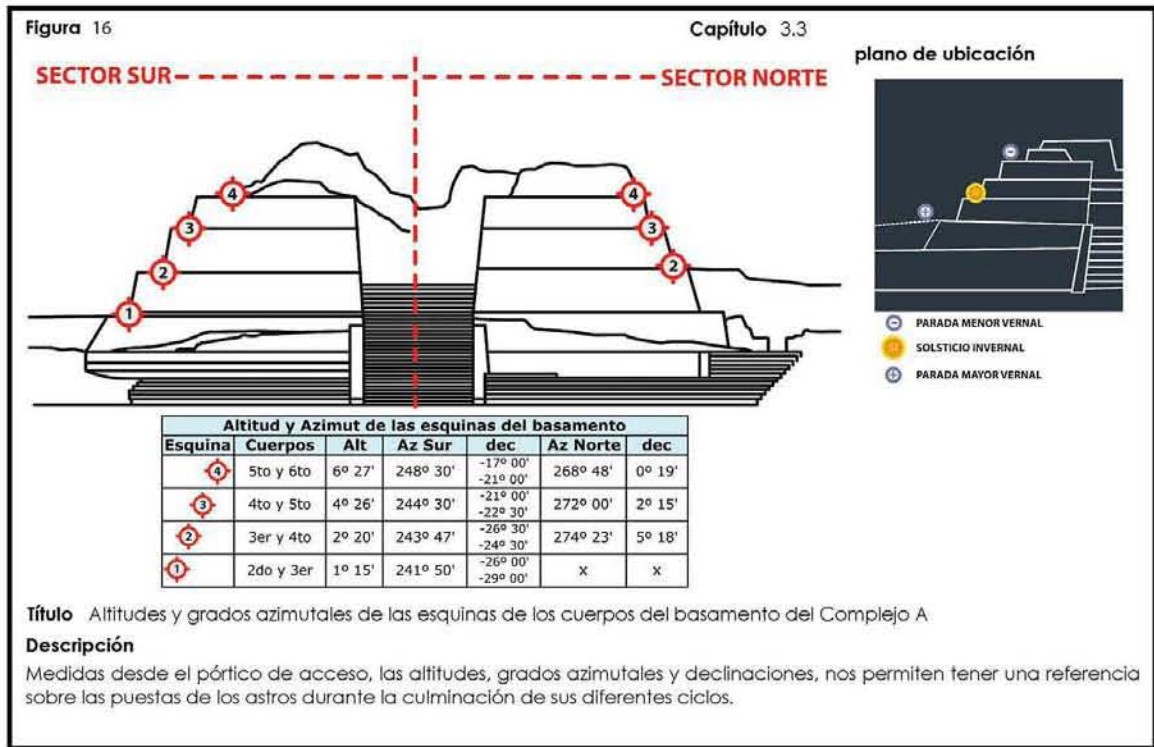 Figura 16
Capítulo 3.3
SECTOR SUR
SECTOR NORTE
plano de ubicación
4
4
3
3
2
2
1
PARADA MENOR VERNAL
SOLSTICIO INVERNAL
PARADA MAYOR VERNAL
Altitud y Azimut de las esquinas del basamento
Esquina Cuerpos Alt Az Sur dec Az Norte dec
4 5to y 6to 6º 27' 248º 30' -17º 00' -21º 00' 268º 48' 0º 19'
3 4to y 5to 4º 26' 244º 30' -21º 00' -22º 30' 272º 00' 2º 15'
2 3er y 4to 2º 20' 243º 47' -26º 30' -24º 30' 274º 23' 5º 18'
1 2do y 3er 1º 15' 241º 50' -26º 00' -29º 00' x x
Título Altitudes y grados azimutales de las esquinas de los cuerpos del basamento del Complejo A
Descripción
Medidas desde el pórtico de acceso, las altitudes, grados azimutales y declinaciones, nos permiten tener una referencia
sobre las puestas de los astros durante la culminación de sus diferentes ciclos.